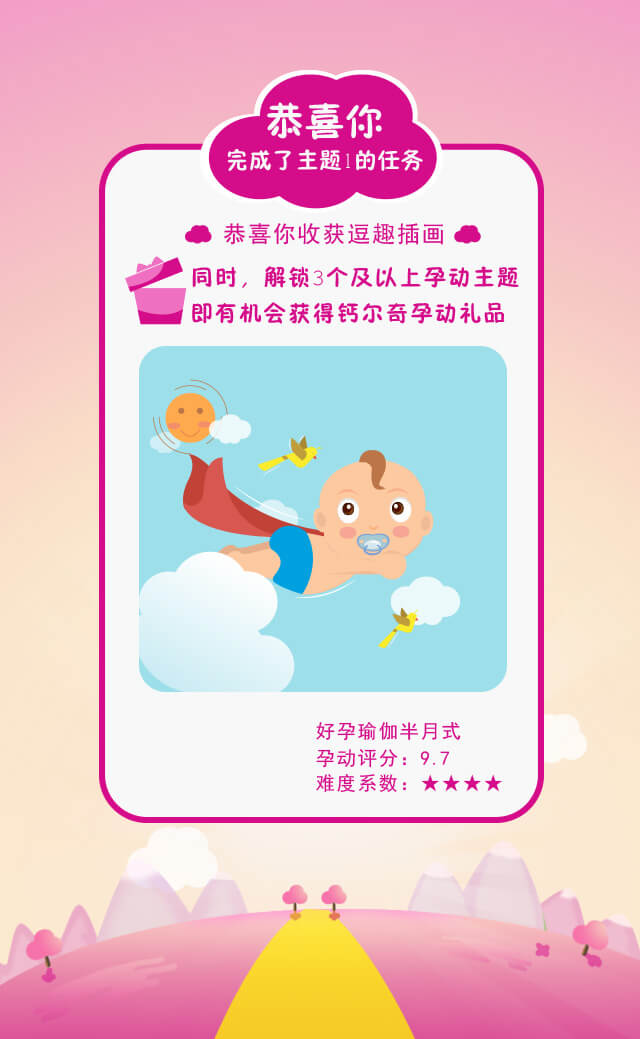 恭喜你
完成了主题1的任务
恭喜你收获逗趣插画
同时，解锁3个及以上孕动主题
即有机会获得钙尔奇孕动礼品
好孕瑜伽半月式
孕动评分：9.7
难度系数：★★★★